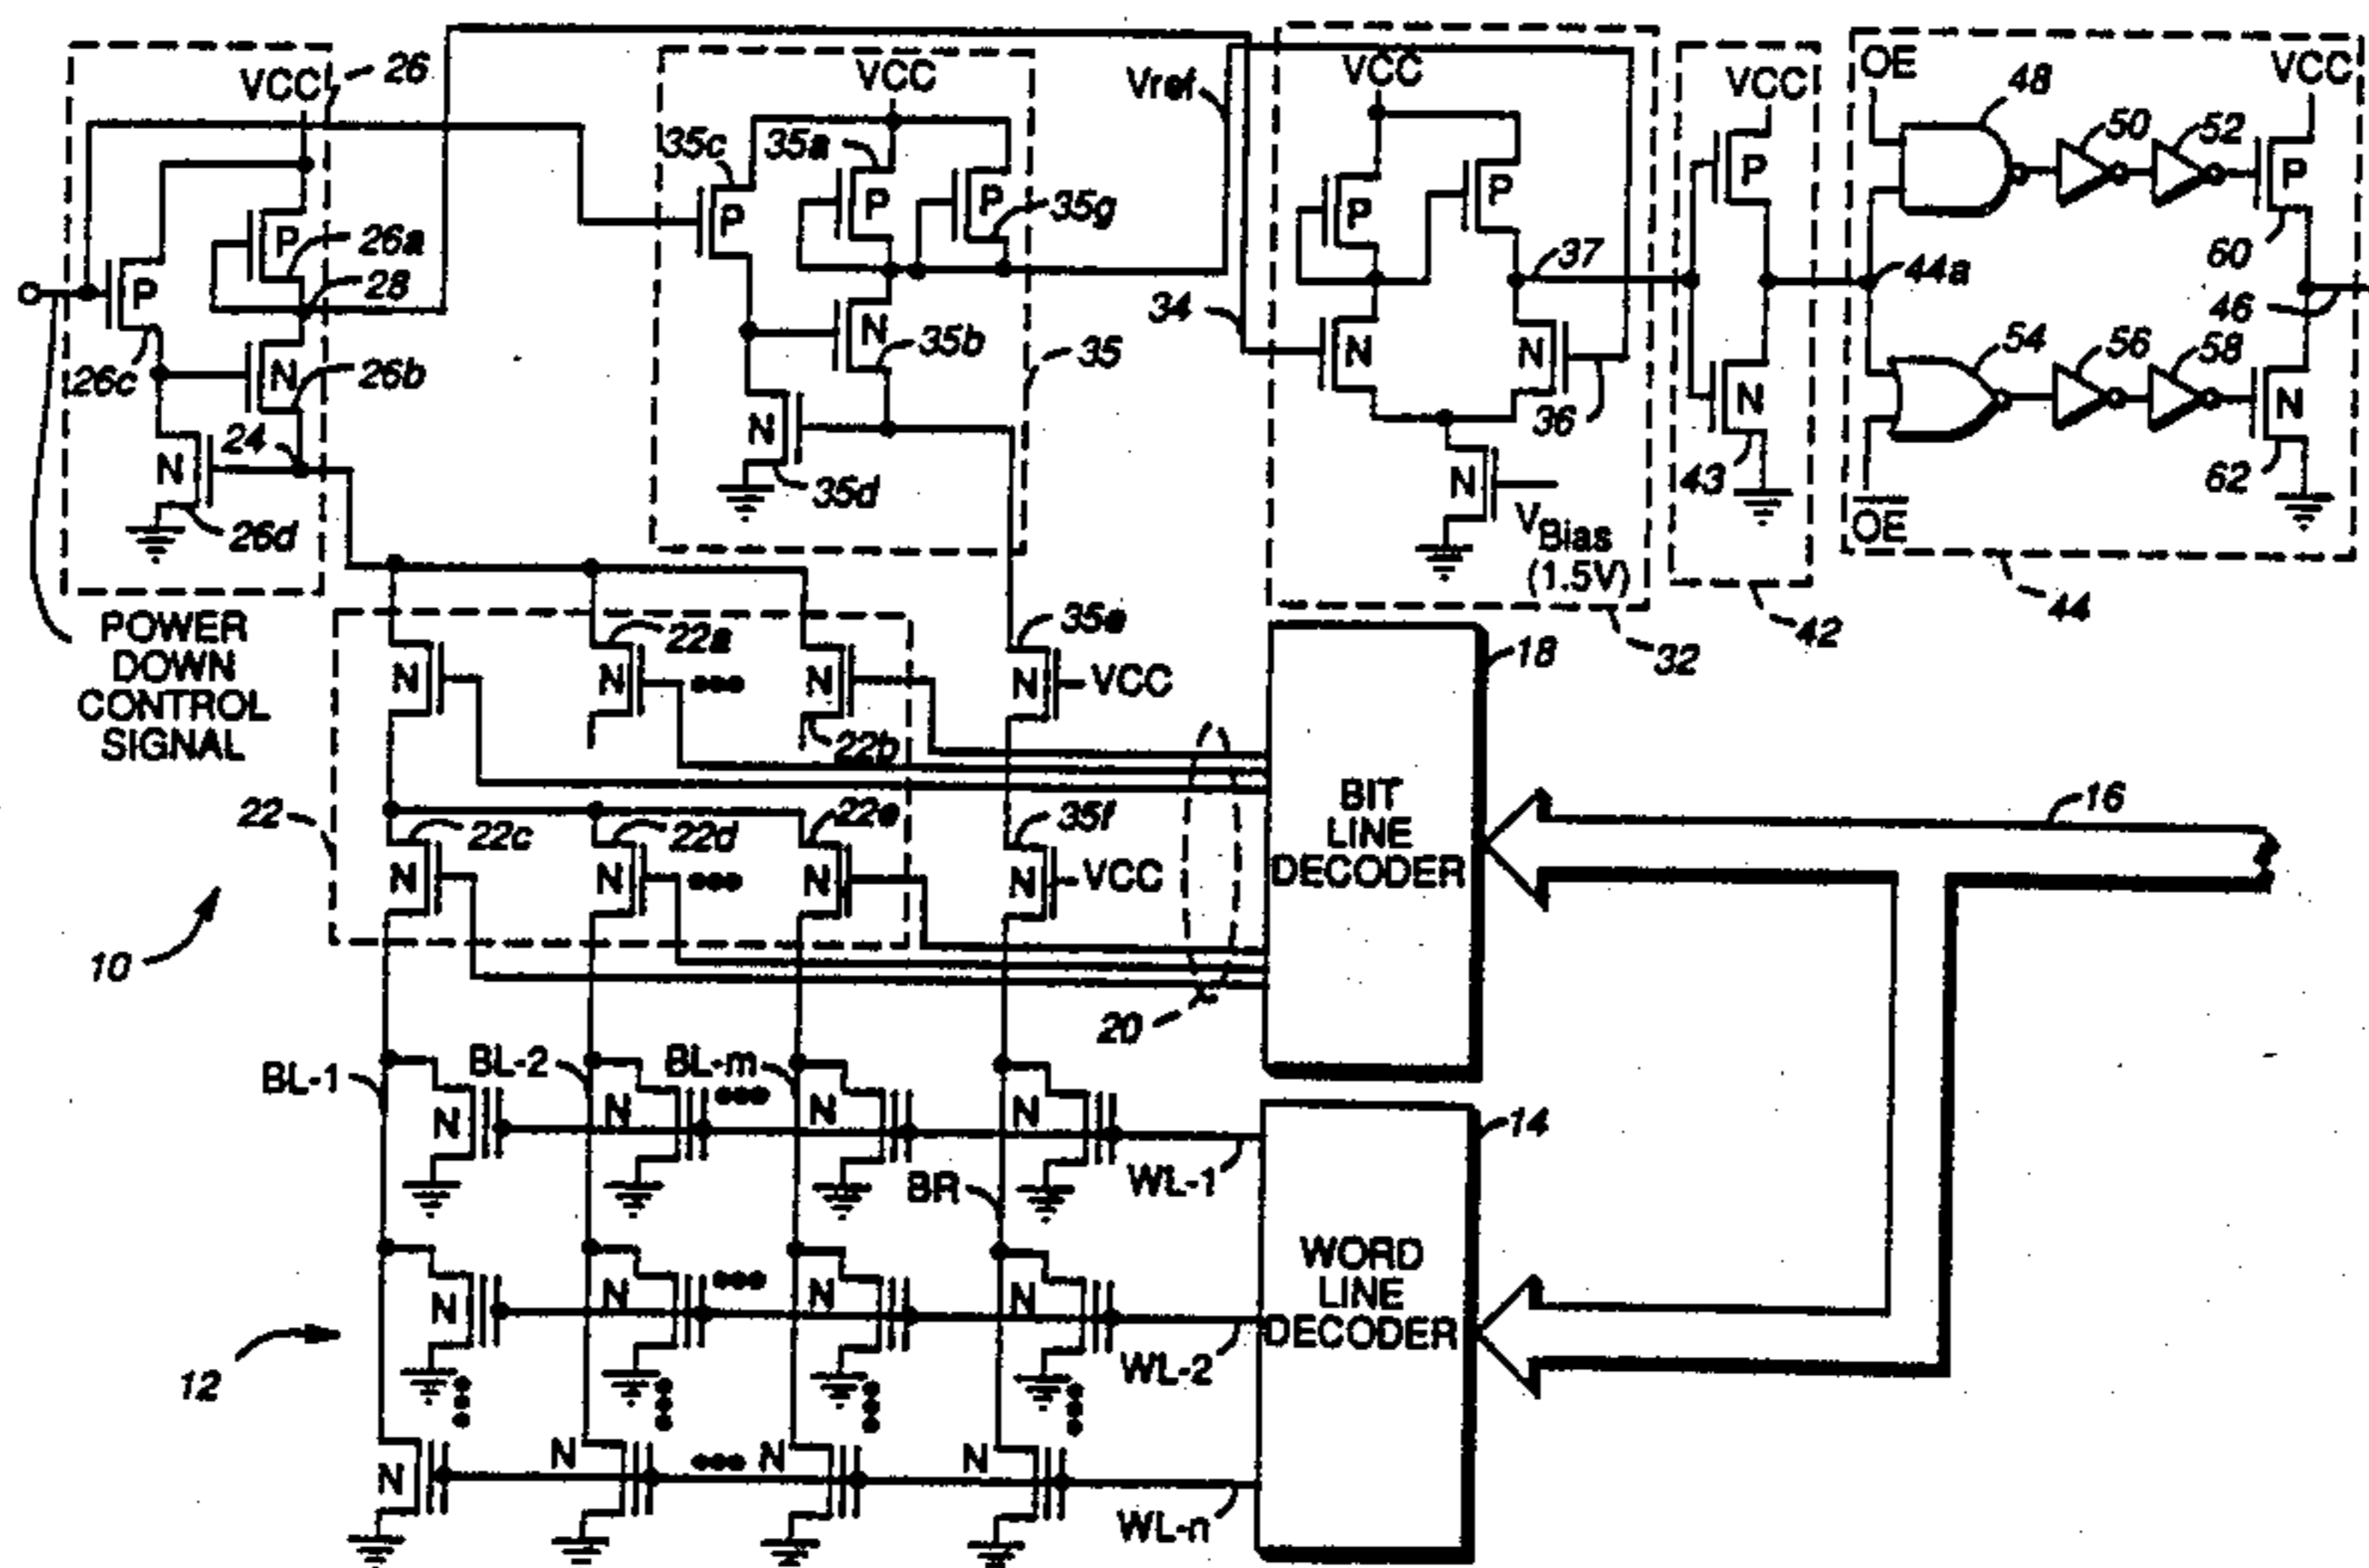 VCC
26
P
P
26a
28
26c
N
26b
24
N
26d
POWER
DOWN
CONTROL
SIGNAL
VCC
35c
35a
P
P
P
35g
N
35b
35
N
35d
Vref
34
VCC
P
P
37
N
N
36
N
VBias
(1.5V)
32
VCC
P
N
43
42
OE
48
50
52
VCC
P
60
44a
46
54
56
58
N
62
O̅E̅
44
22a
35e
N
N
N
N
VCC
22b
22
22c
22d
22e
35f
N
N
N
N
VCC
20
18
BIT
LINE
DECODER
16
10
BL-1
BL-2
BL-m
N
N
N
N
BR
WL-1
14
WORD
LINE
DECODER
N
N
N
N
WL-2
12
N
N
N
N
WL-n